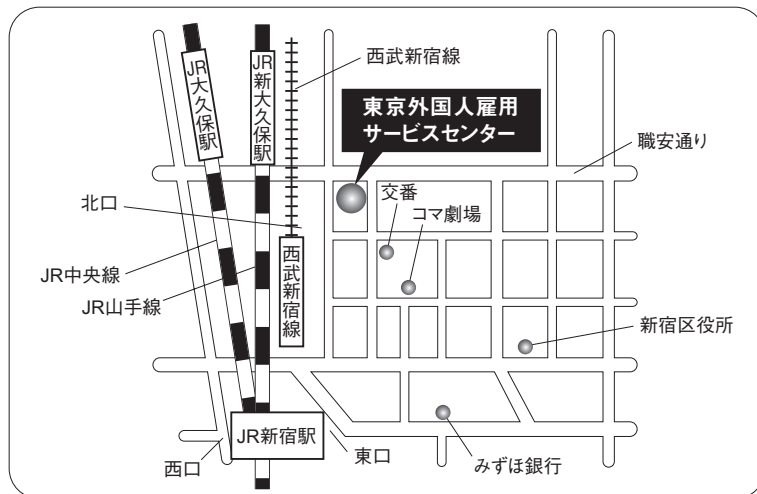 西武新宿線
JR大久保駅
JR新大久保駅
東京外国人雇用
サービスセンター
職安通り
交番
コマ劇場
北口
西武新宿線
JR中央線
JR山手線
新宿区役所
JR新宿駅
西口
東口
みずほ銀行